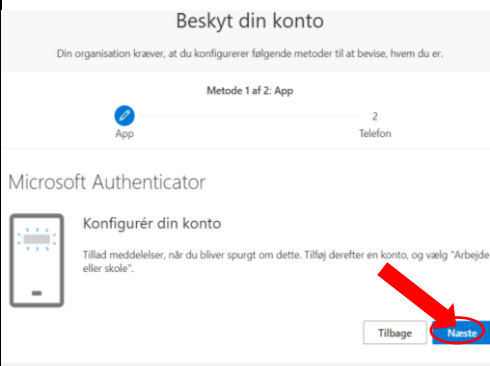 Beskyt din konto
Din organisation kræver, at du konfigurerer følgende metoder til at bevise, hvem du er.
Metode 1 af 2: App
App
2
Telefon
Microsoft Authenticator
Konfigurér din konto
Tillad meddelelser, når du bliver spurgt om dette. Tilføj derefter en konto, og vælg "Arbejde
eller skole".
Tilbage
Næste